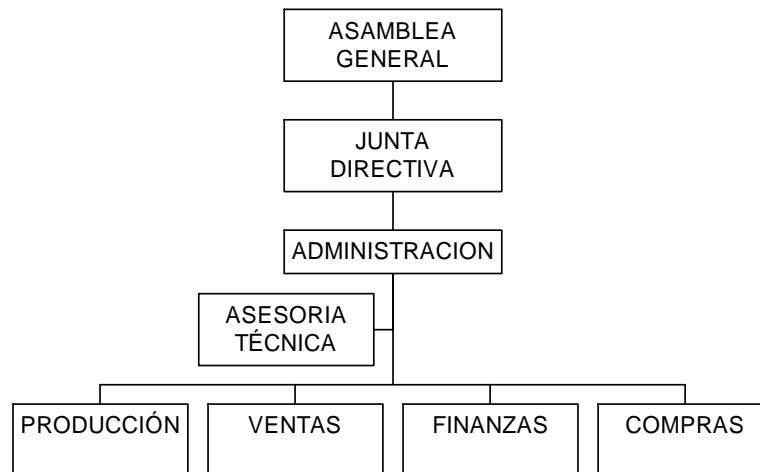 ASAMBLEA
GENERAL
JUNTA
DIRECTIVA
ADMINISTRACION
ASESORIA
TÉCNICA
PRODUCCIÓN
VENTAS
FINANZAS
COMPRAS